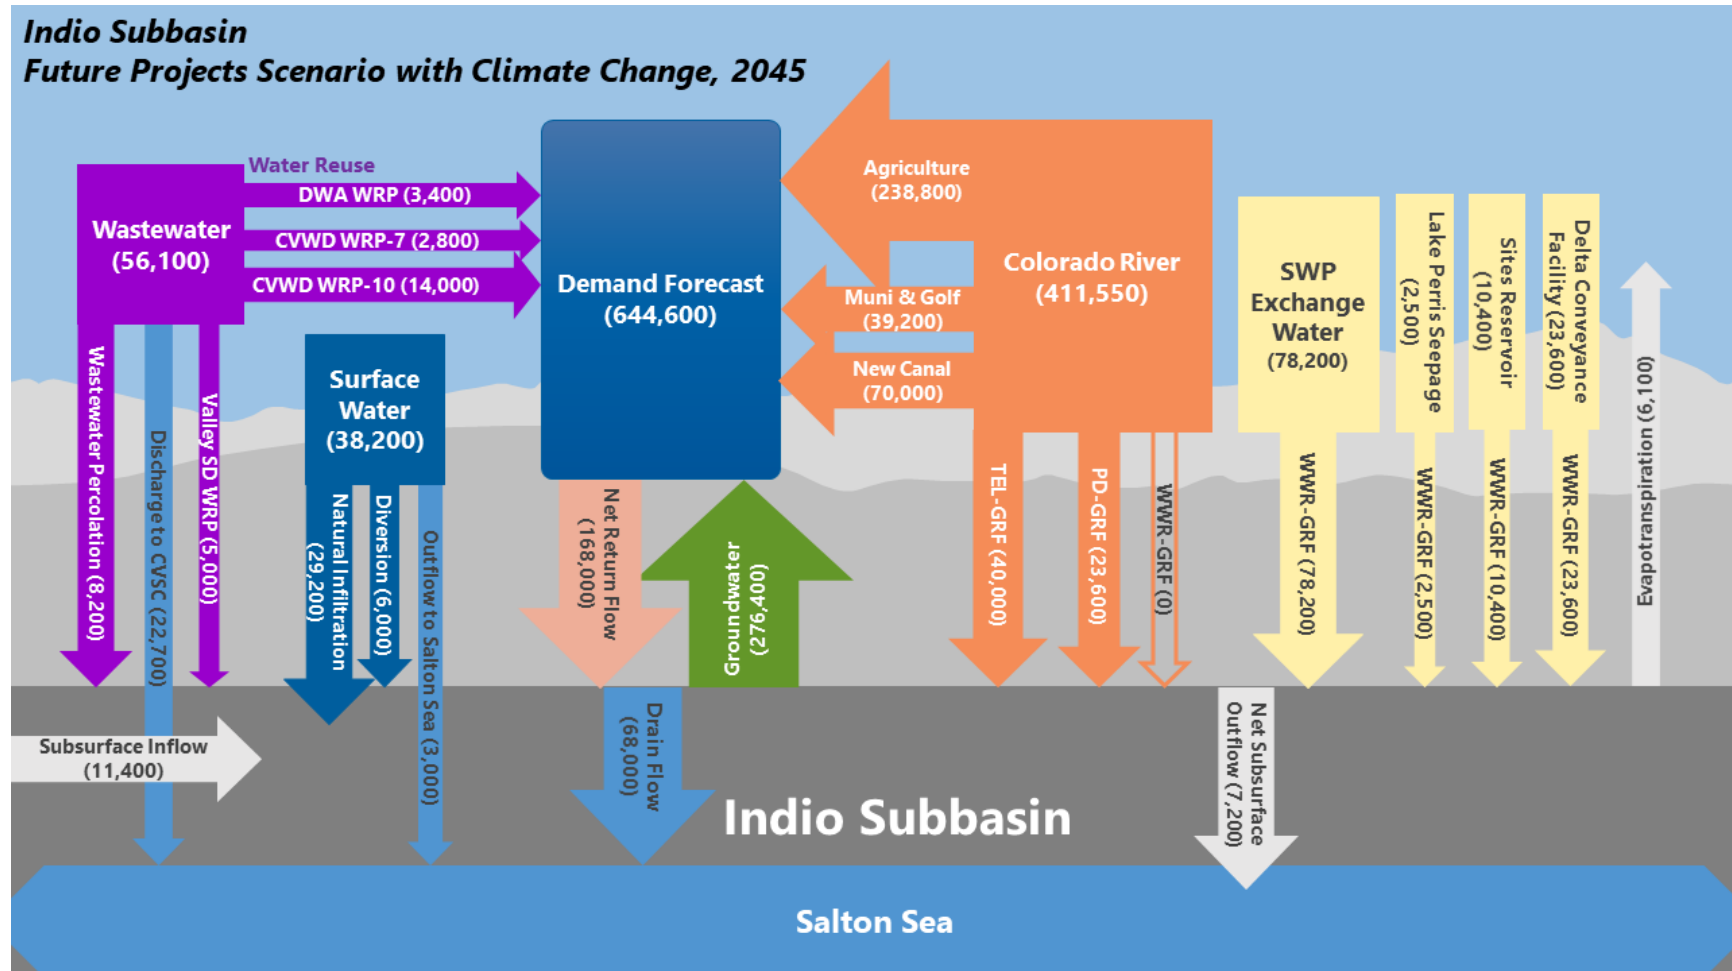 Indio Subbasin
Future Projects Scenario with Climate Change, 2045
Water Reuse
DWA WRP (3,400)
CVWD WRP-7 (2,800)
CVWD WRP-10 (14,000)
Wastewater
(56,100)
Wastewater Percolation (8,200)
Discharge to CVSC (22,700)
Valley SD WRP (5,000)
Surface
Water
(38,200)
Natural Infiltration
(29,200)
Diversion (6,000)
Outflow to Salton Sea (3,000)
Demand Forecast
(644,600)
Net Return Flow
(168,000)
Groundwater
(276,400)
Agriculture
(238,800)
Muni & Golf
(39,200)
New Canal
(70,000)
Colorado River
(411,550)
TEL-GRF (40,000)
PD-GRF (23,600)
WWR-GRF (0)
SWP
Exchange
Water
(78,200)
WWR-GRF (78,200)
Lake Perris Seepage
(2,500)
WWR-GRF (2,500)
Sites Reservoir
(10,400)
WWR-GRF (10,400)
Delta Conveyance
Facility (23,600)
WWR-GRF (23,600)
Evapotranspiration (6,100)
Subsurface Inflow
(11,400)
Drain Flow
(68,000)
Net Subsurface
Outflow (7,200)
Indio Subbasin
Salton Sea